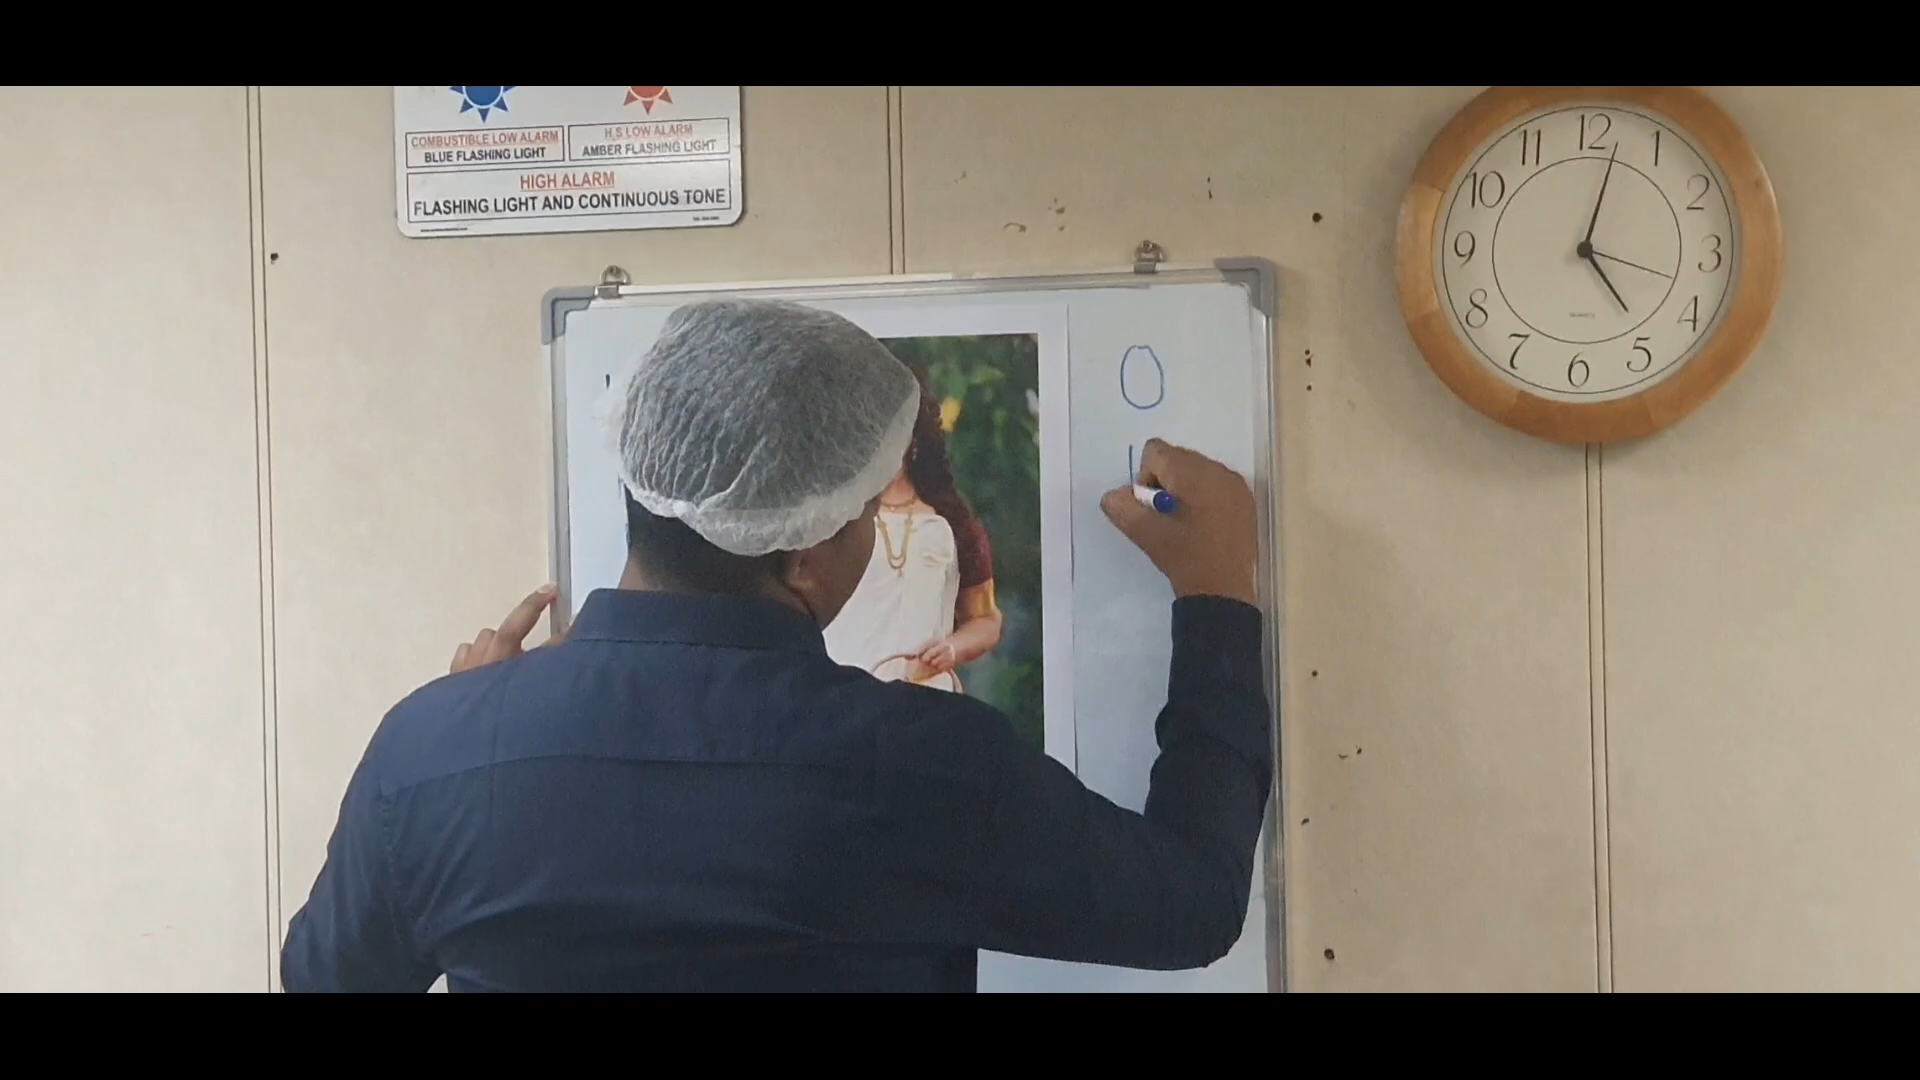 COMBUSTIBLE LOW ALARM
BLUE FLASHING LIGHT
H2S LOW ALARM
AMBER FLASHING LIGHT
HIGH ALARM
FLASHING LIGHT AND CONTINUOUS TONE
12
1
2
3
4
5
6
7
8
9
10
11
O